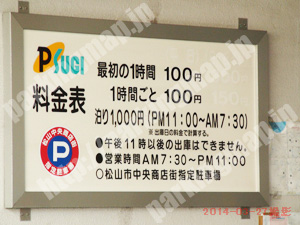 P SUGI
料金表
最初の1時間 100円
1時間ごと 100円
泊り1,000円(PM11:00~AM7:30)
※出庫日の料金で計算する。
●午後11時以後の出庫はできません。
●営業時間AM7:30~PM11:00
○松山市中央商店街指定駐車場
松山中央商店街
P
2014-01-27